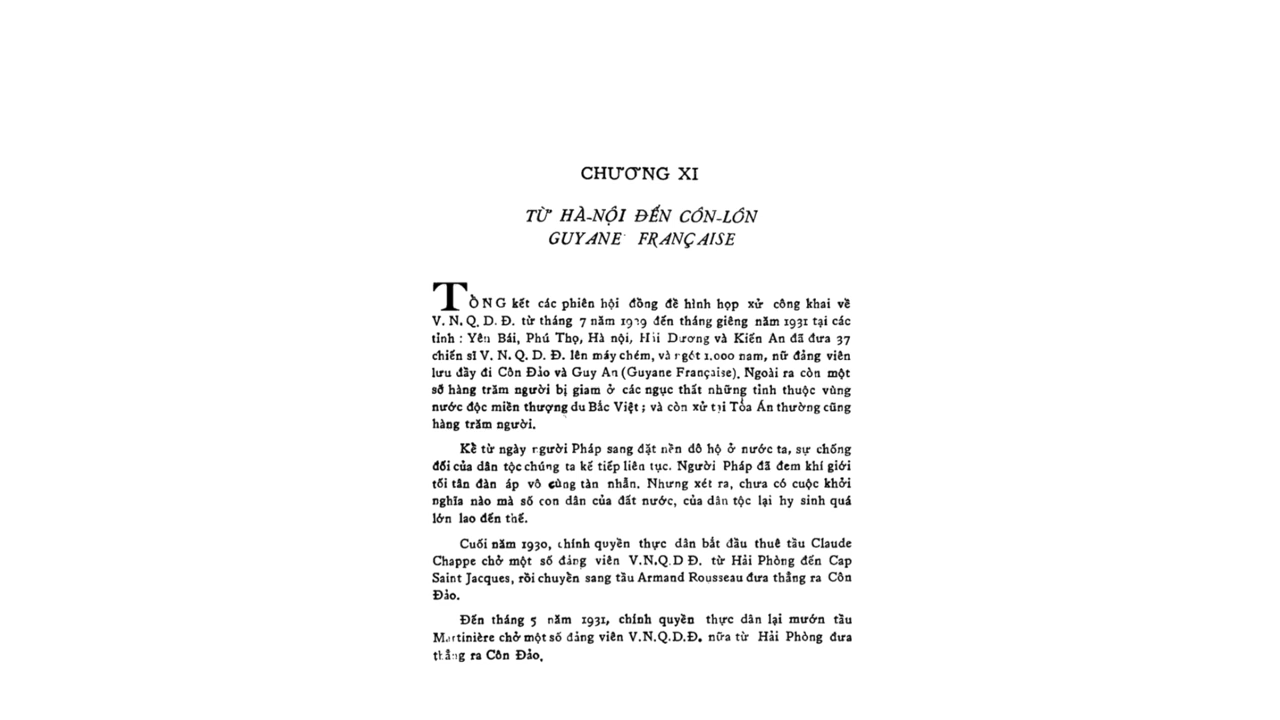 CHƯƠNG XI
TỪ HÀ-NỘI ĐẾN CÔN-LÔN
GUYANE FRANÇAISE
TỔNG kết các phiên hội đồng đề hình họp xử công khai về
V. N. Q. D. Đ. từ tháng 7 năm 1929 đến tháng giêng năm 1931 tại các
tỉnh : Yên Bái, Phú Thọ, Hà nội, Hải Dương và Kiến An đã đưa 37
chiến sĩ V. N. Q. D. Đ. lên máy chém, và ngót 1.000 nam, nữ đảng viên
lưu đầy đi Côn Đảo và Guy An (Guyane Française). Ngoài ra còn một
số hàng trăm người bị giam ở các ngục thất những tỉnh thuộc vùng
nước độc miền thượng du Bắc Việt ; và còn xử tại Tòa Án thường cũng
hàng trăm người.
Kể từ ngày người Pháp sang đặt nền đô hộ ở nước ta, sự chống
đối của dân tộc chúng ta kế tiếp liên tục. Người Pháp đã đem khí giới
tối tân đàn áp vô cùng tàn nhẫn. Nhưng xét ra, chưa có cuộc khởi
nghĩa nào mà số con dân của đất nước, của dân tộc lại hy sinh quá
lớn lao đến thế.
Cuối năm 1930, chính quyền thực dân bắt đầu thuê tầu Claude
Chappe chở một số đảng viên V.N.Q.D Đ. từ Hải Phòng đến Cap
Saint Jacques, rồi chuyển sang tầu Armand Rousseau đưa thẳng ra Côn
Đảo.
Đến tháng 5 năm 1931, chính quyền thực dân lại mướn tầu
Martinière chở một số đảng viên V.N.Q.D.Đ. nữa từ Hải Phòng đưa
thẳng ra Côn Đảo.